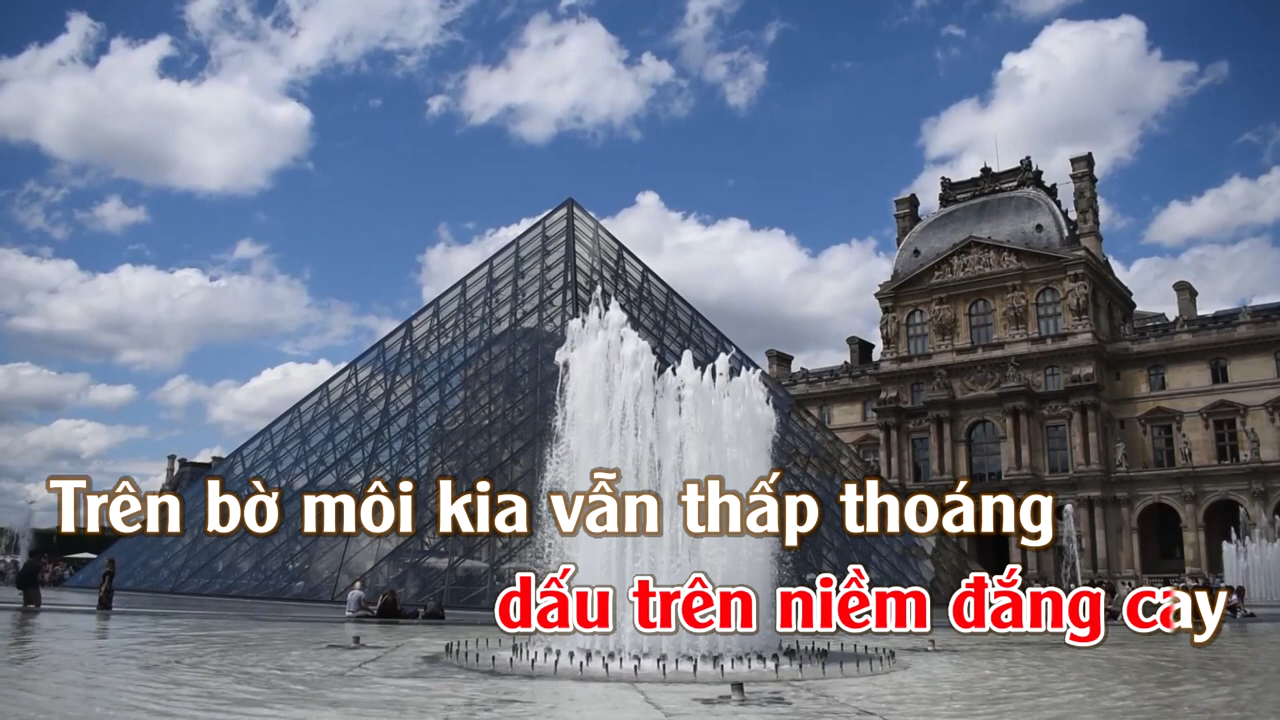 Trên bờ môi kia vẫn thấp thoáng
dấu trên niềm đắng cay